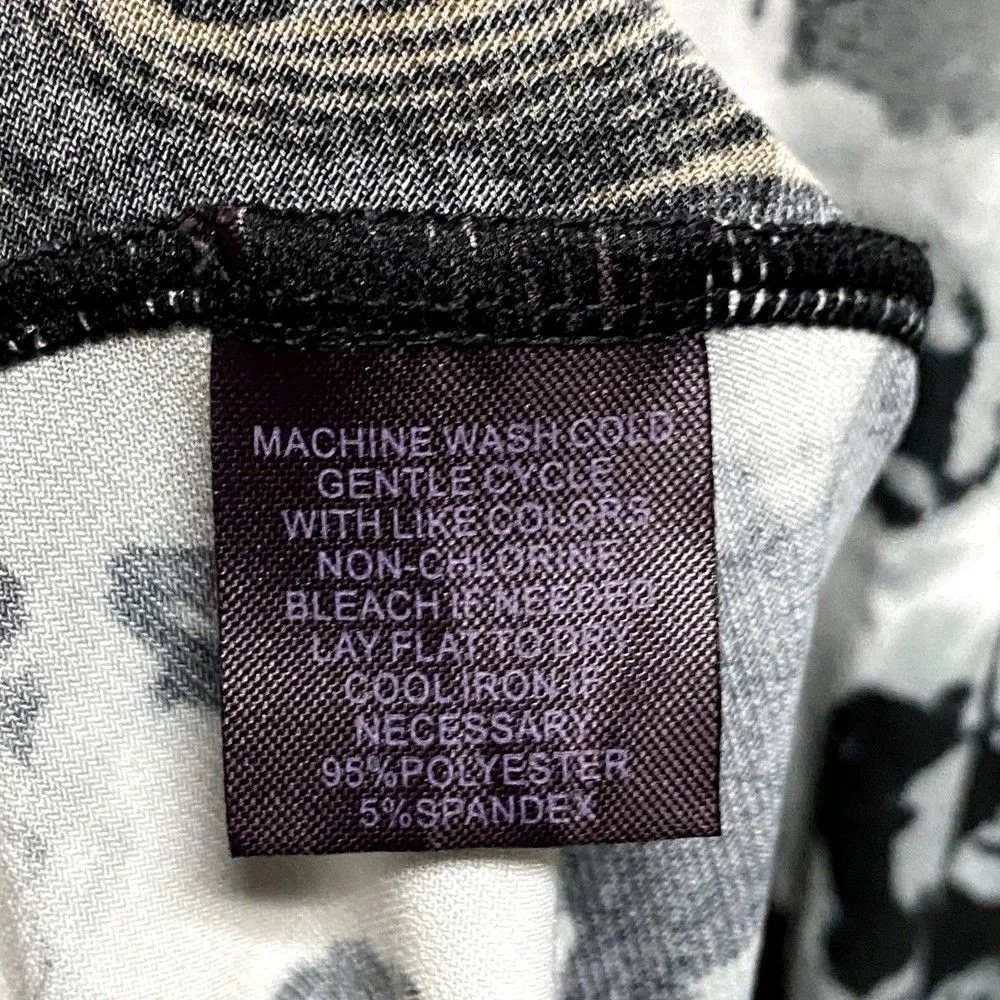 MACHINE WASH COLD
GENTLE CYCLE
WITH LIKE COLORS
NON-CHLORINE
BLEACH IF NEEDED
LAY FLAT TO DRY
COOL IRON IF
NECESSARY
95%POLYESTER
5%SPANDEX